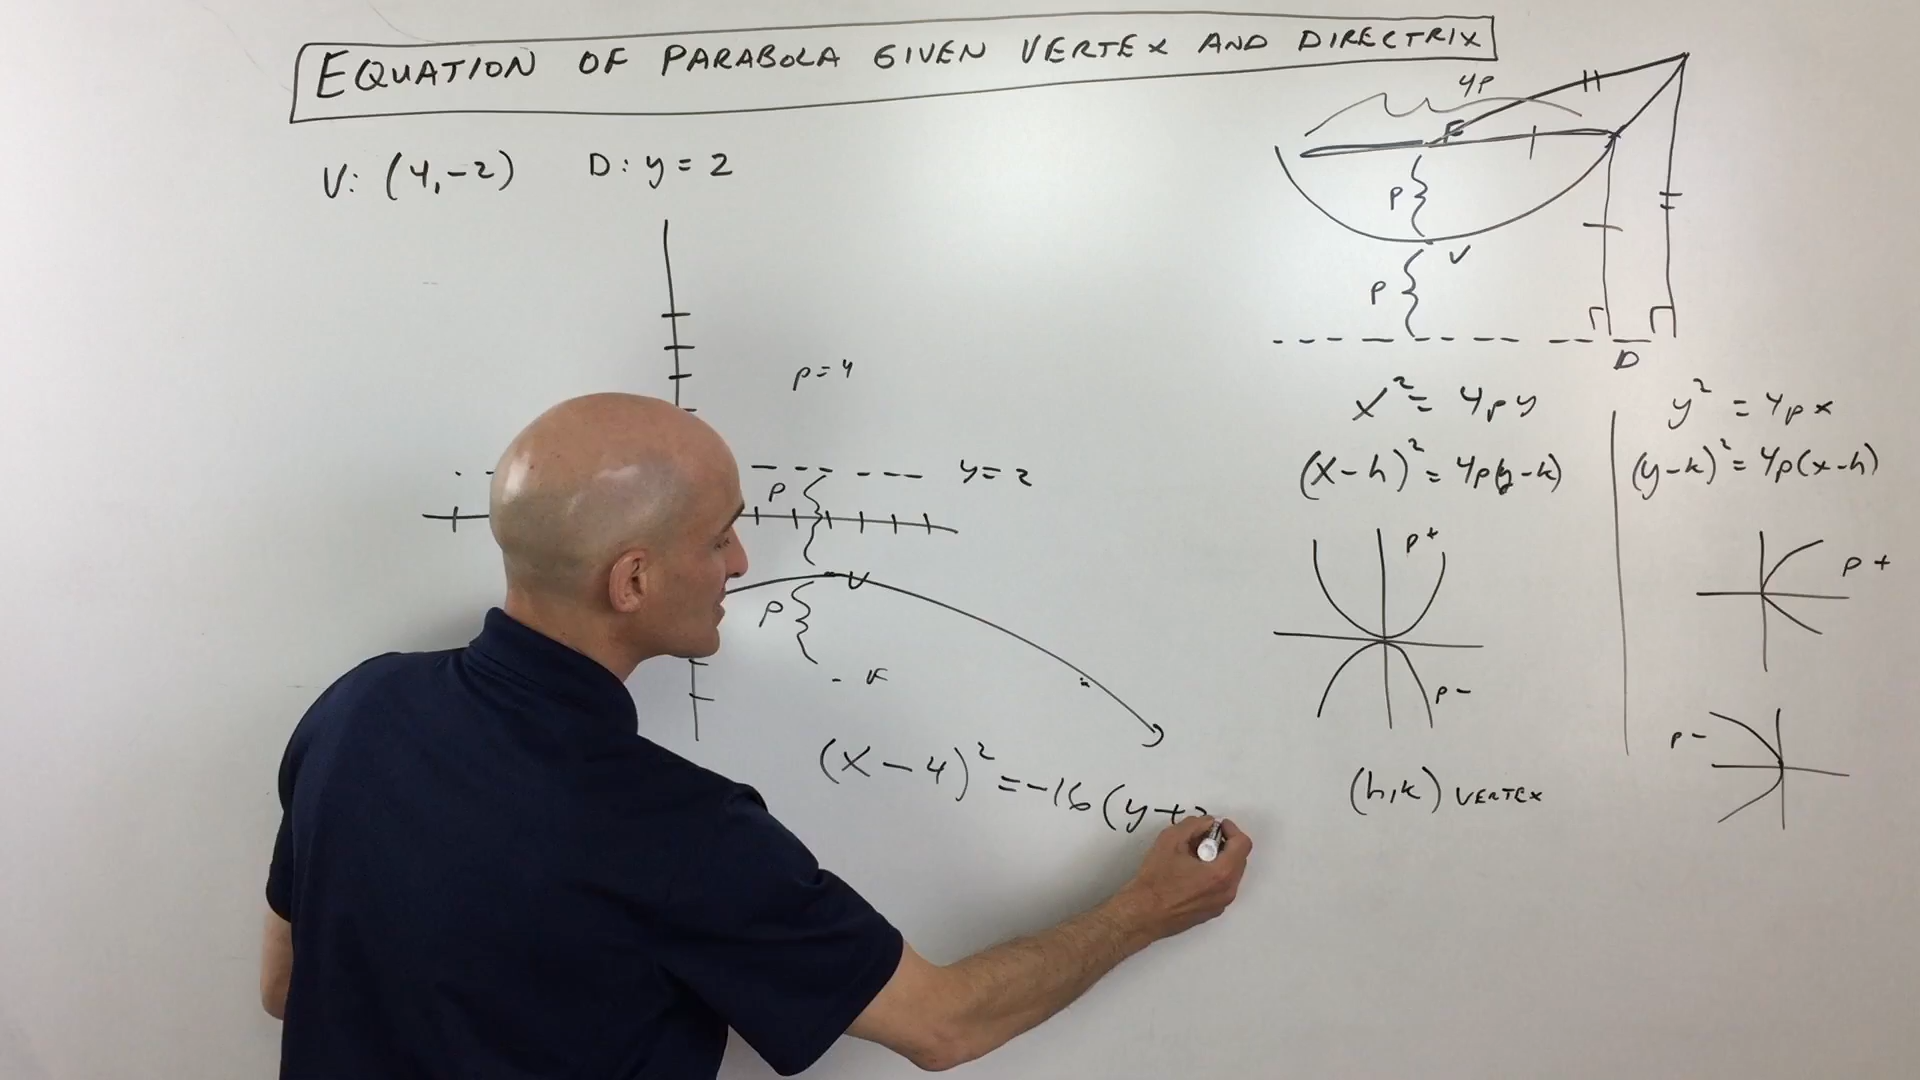 EQUATION OF PARABOLA GIVEN VERTEX AND DIRECTRIX
V: (4,-2) D: y = 2
4p
F
p
V
p
D
p = 4
y = 2
p
V
p
F
(x - 4)² = -16 (y + 2
x² = 4py
(x - h)² = 4p(y - k)
y² = 4px
(y - k)² = 4p(x - h)
p +
p -
p +
p -
(h,k) VERTEX